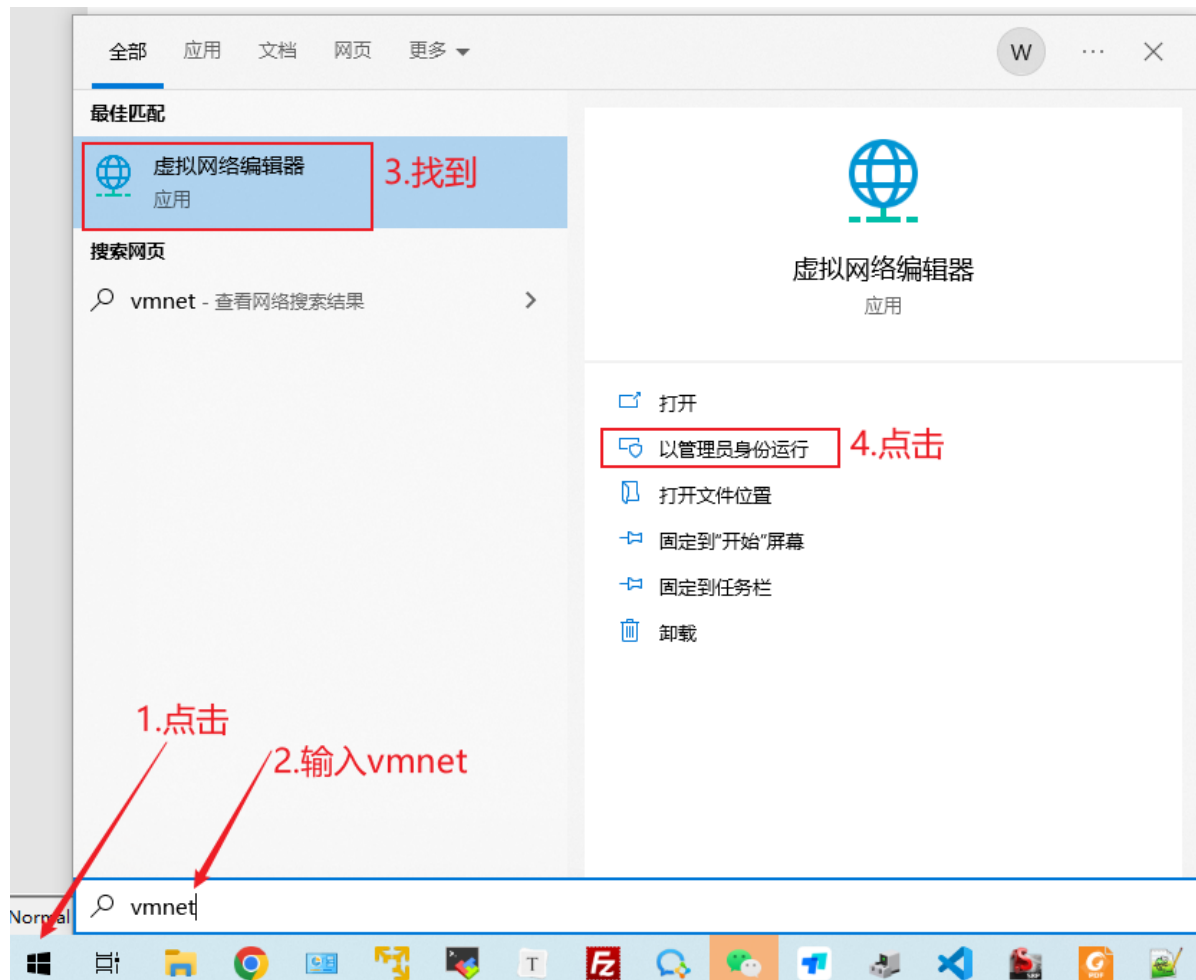 全部 应用 文档 网页 更多 W ···
最佳匹配
虚拟网络编辑器
应用
3.找到
搜索网页
vmnet - 查看网络搜索结果
虚拟网络编辑器
应用
打开
以管理员身份运行
4.点击
打开文件位置
固定到"开始"屏幕
固定到任务栏
卸载
1.点击
2.输入vmnet
Normal
vmnet
T
Fz
SRP
G
PDF